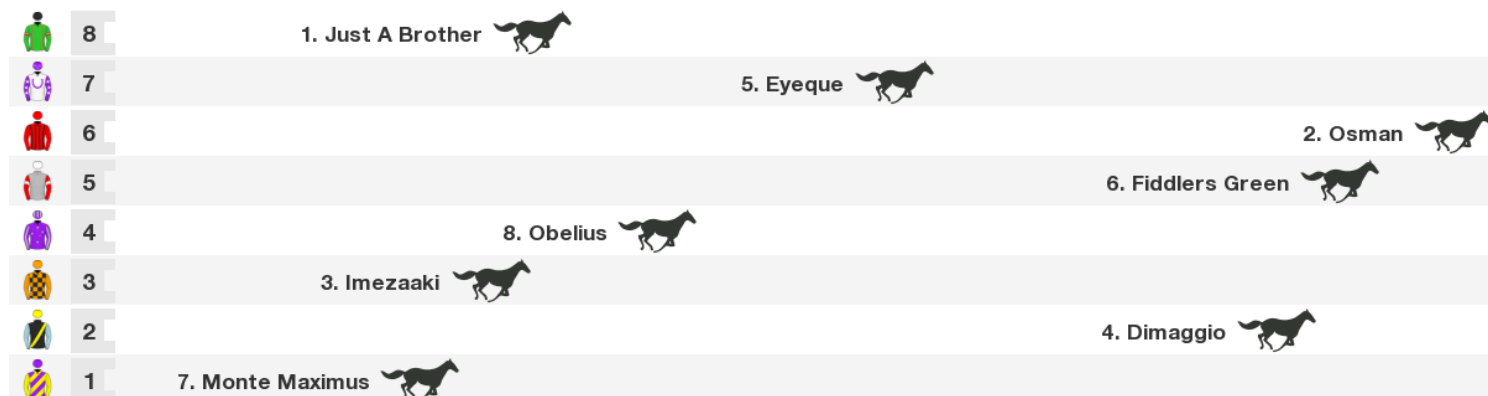 8 1. Just A Brother
7 5. Eyeque
6 2. Osman
5 6. Fiddlers Green
4 8. Obelius
3 3. Imezaaki
2 4. Dimaggio
1 7. Monte Maximus